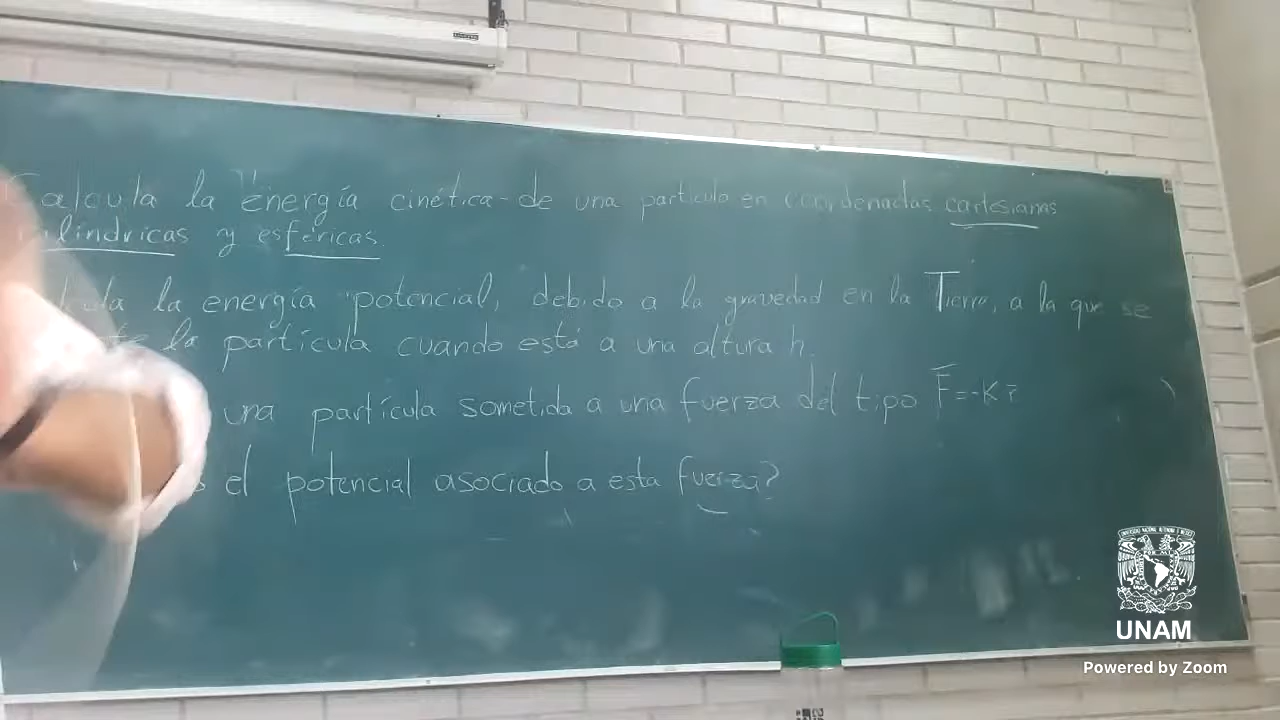 Calcula la energía cinética de una partícula en coordenadas cartesianas
cilíndricas y esféricas.
la energía potencial, debido a la gravedad en la Tierra, a la que se
la partícula cuando está a una altura h.
una partícula sometida a una fuerza del tipo F̄=-K r̄
el potencial asociado a esta fuerza?
UNAM
Powered by Zoom